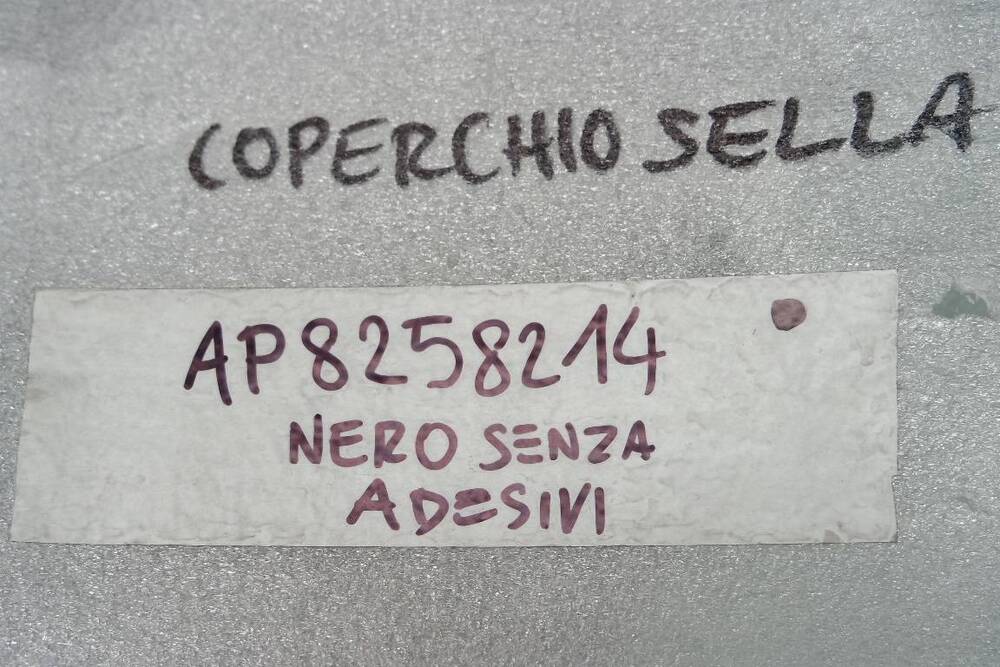 COPERCHIO SELLA
AP8258214
NERO SENZA
ADESIVI